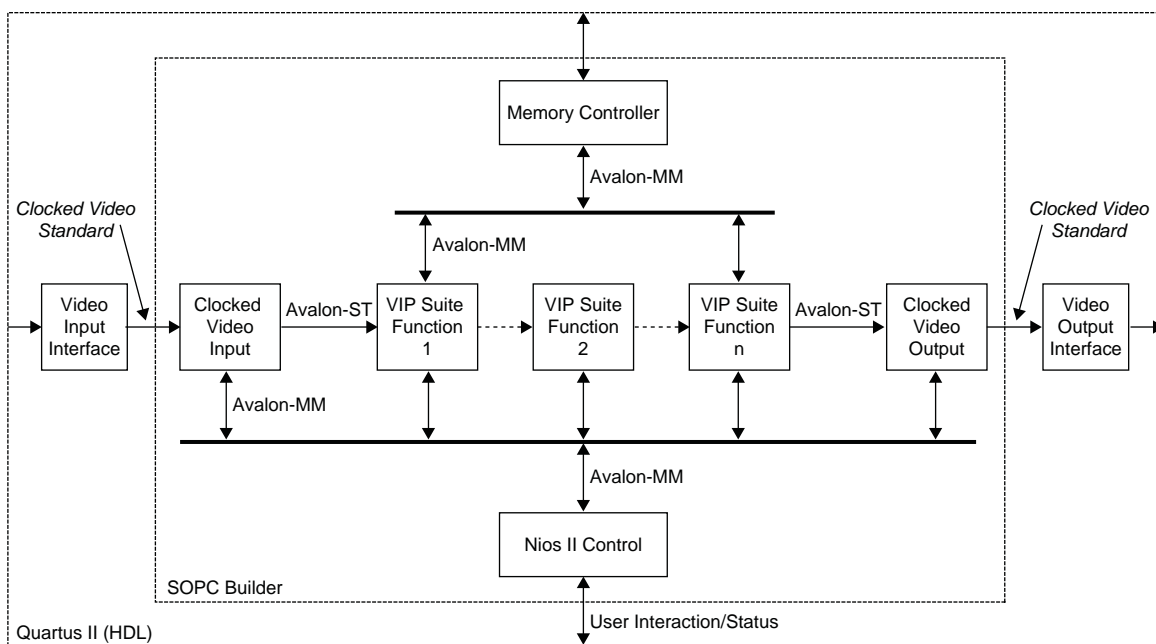 Memory Controller
Avalon-MM
Clocked Video
Standard
Clocked Video
Standard
Avalon-MM
Video
Input
Interface
Clocked
Video
Input
Avalon-ST
VIP Suite
Function
1
VIP Suite
Function
2
VIP Suite
Function
n
Avalon-ST
Clocked
Video
Output
Video
Output
Interface
Avalon-MM
Avalon-MM
Nios II Control
SOPC Builder
User Interaction/Status
Quartus II (HDL)